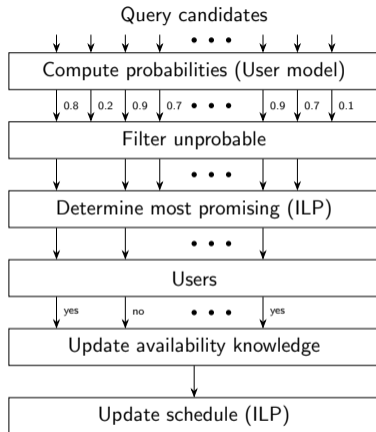 Query candidates
Compute probabilities (User model)
0.8 0.2 0.9 0.7 0.9 0.7 0.1
Filter unprobable
Determine most promising (ILP)
Users
yes no yes
Update availability knowledge
Update schedule (ILP)